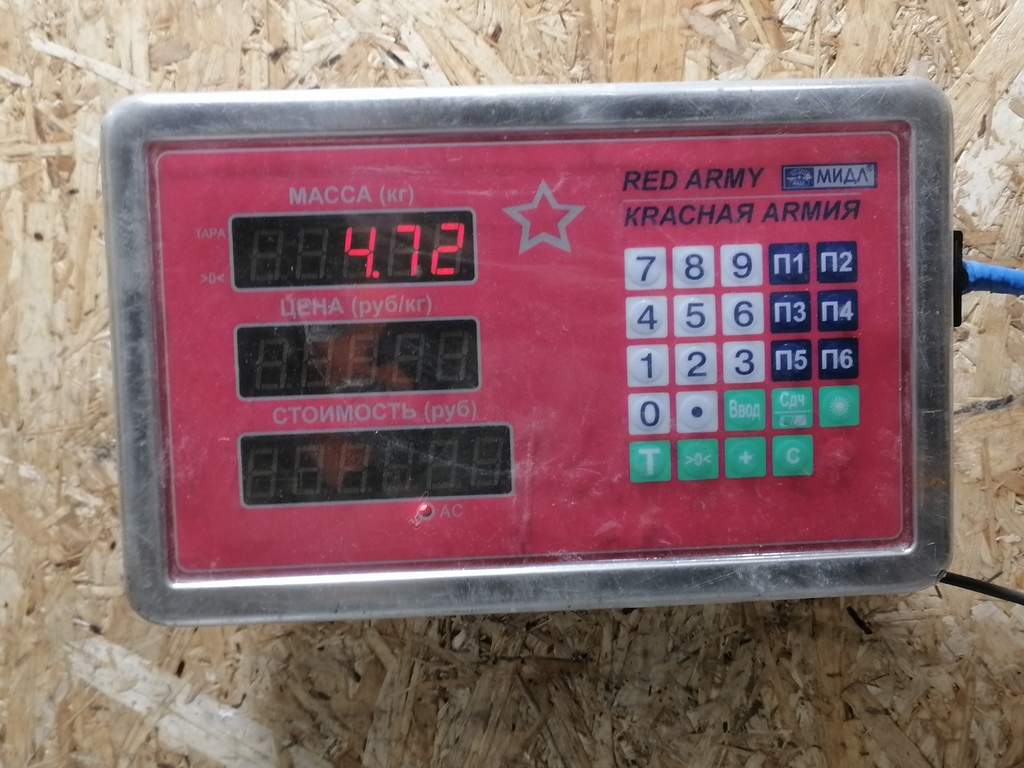 МАССА (кг)
ТАРА
4.72
>0<
ЦЕНА (руб/кг)
СТОИМОСТЬ (руб)
АС
RED ARMY МИДЛ
КRАСНАЯ АRМИЯ
7 8 9 П1 П2
4 5 6 П3 П4
1 2 3 П5 П6
0 • Ввод Сдч
T >0< + C